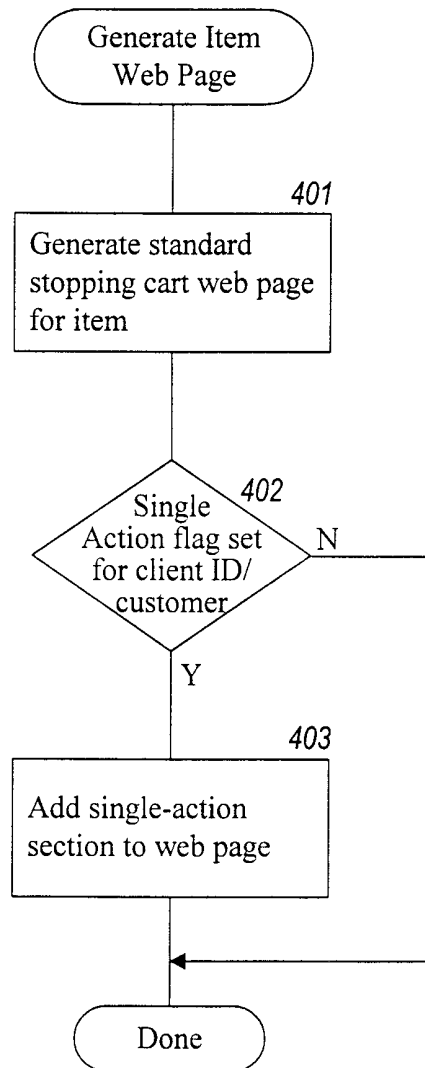 Generate Item
Web Page
401
Generate standard
stopping cart web page
for item
402
Single
Action flag set
for client ID/
customer
N
Y
403
Add single-action
section to web page
Done